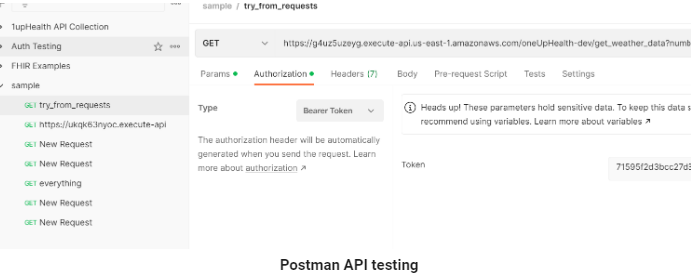 sample / try_from_requests
1upHealth API Collection
Auth Testing
FHIR Examples
sample
GET try_from_requests
GET https://ukqk63nyoc.execute-api
GET New Request
GET New Request
GET everything
GET New Request
GET New Request
GET https://g4uz5uzeyg.execute-api.us-east-1.amazonaws.com/oneUpHealth-dev/get_weather_data?numb
Params Authorization Headers (7) Body Pre-request Script Tests Settings
Type Bearer Token
The authorization header will be automatically
generated when you send the request. Learn
more about authorization ↗
Heads up! These parameters hold sensitive data. To keep this data s
recommend using variables. Learn more about variables ↗
Token 71595f2d3bcc27d3
Postman API testing